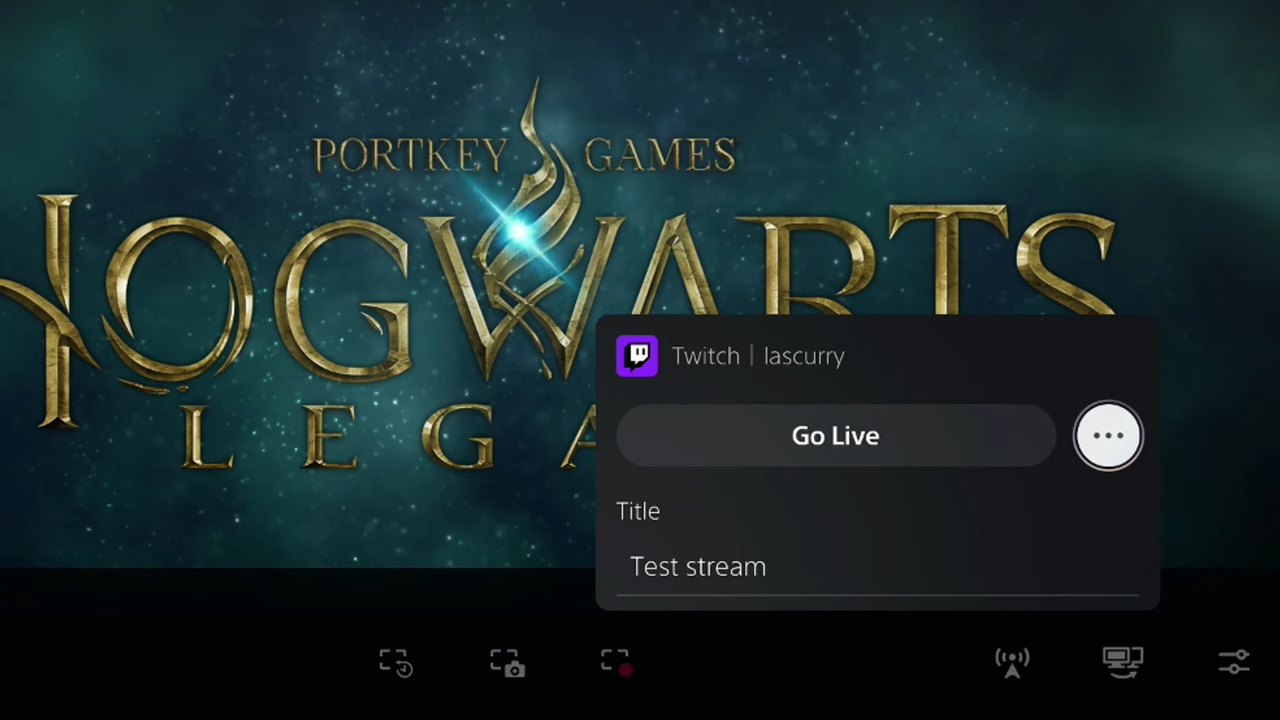 PORTKEY GAMES
HOGWARTS
LEGA
Twitch | lascurry
Go Live
Title
Test stream